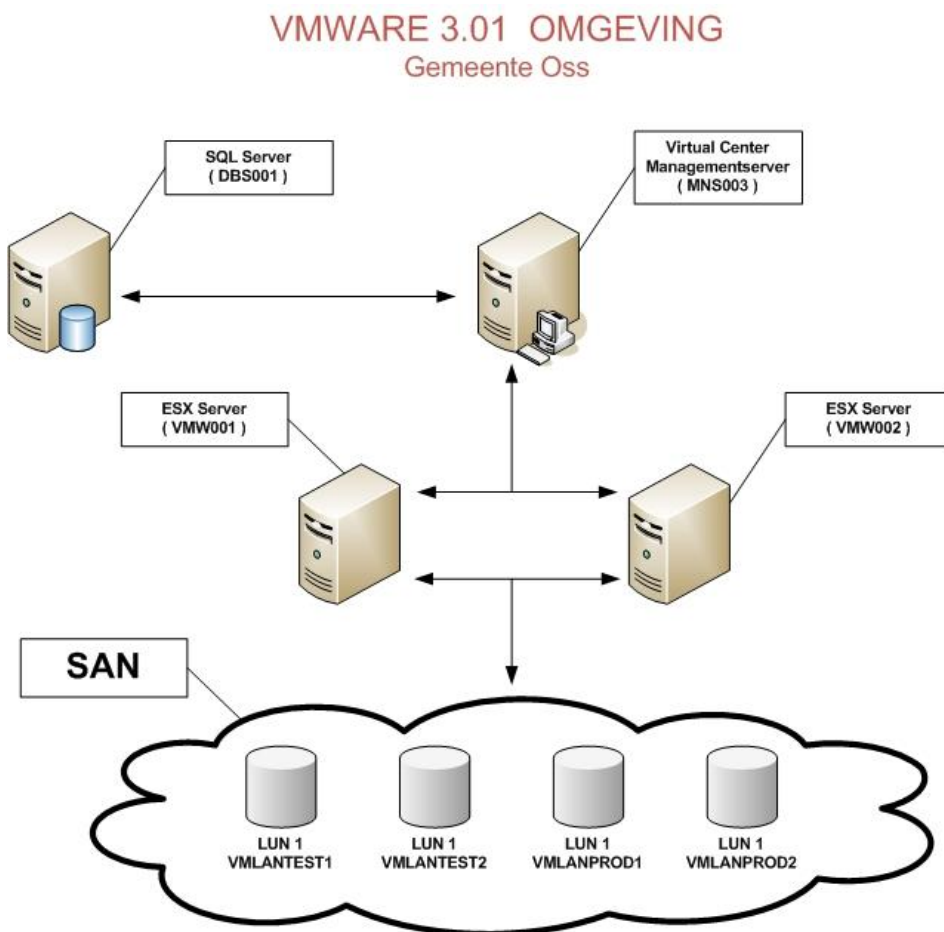 VMWARE 3.01 OMGEVING
Gemeente Oss
SQL Server
( DBS001 )
Virtual Center
Managementserver
( MNS003 )
ESX Server
( VMW001 )
ESX Server
( VMW002 )
SAN
LUN 1
VMLANTEST1
LUN 1
VMLANTEST2
LUN 1
VMLANPROD1
LUN 1
VMLANPROD2